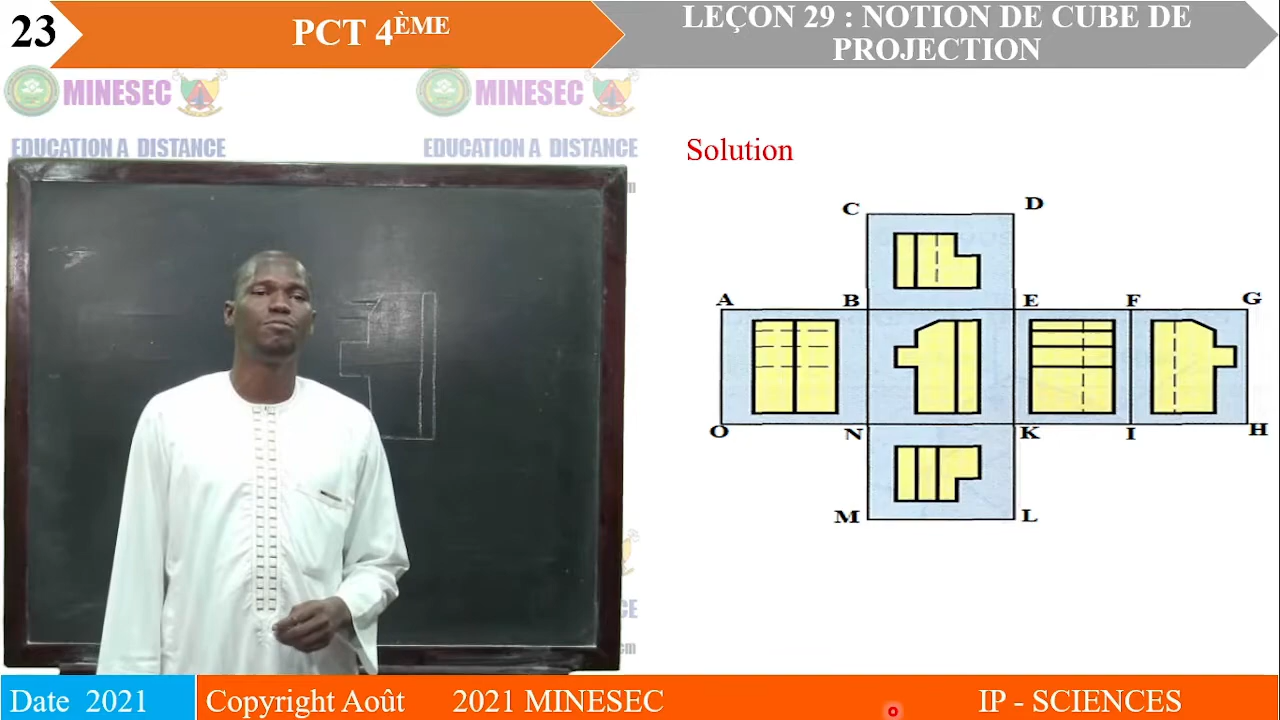 23
PCT 4ÈME
LEÇON 29 : NOTION DE CUBE DE
PROJECTION
MINESEC
MINESEC
EDUCATION A DISTANCE
EDUCATION A DISTANCE
Solution
C
D
A
B
E
F
G
O
N
K
I
H
M
L
Date 2021
Copyright Août
2021 MINESEC
IP - SCIENCES